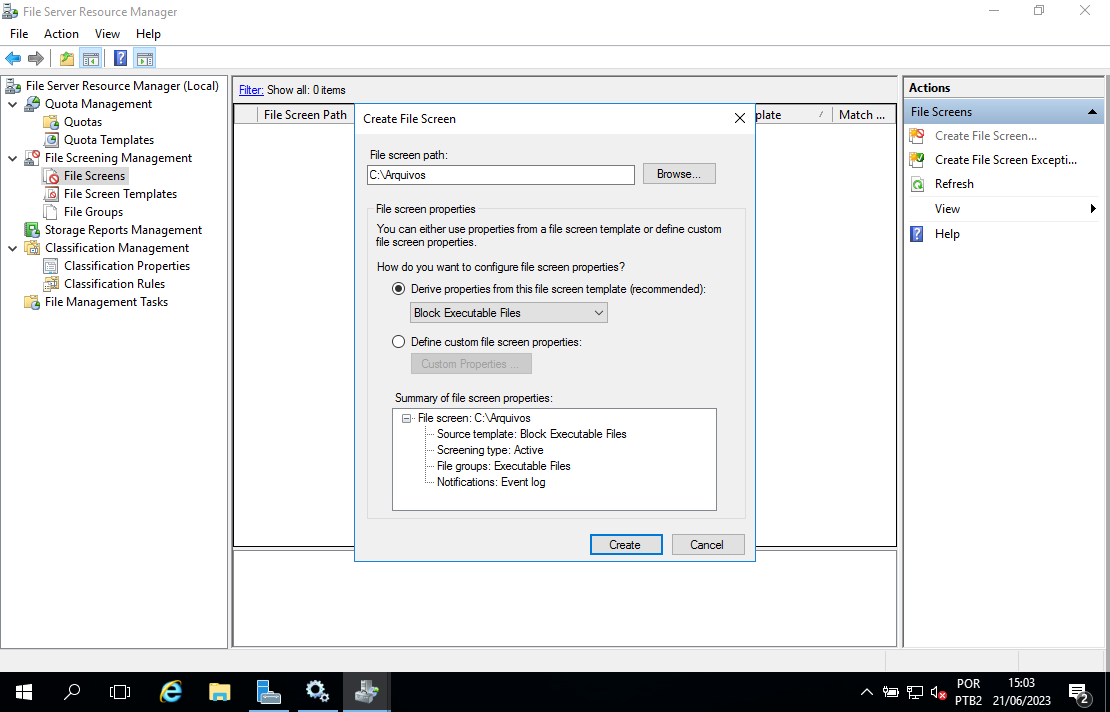 File Server Resource Manager
File Action View Help
File Server Resource Manager (Local)
Quota Management
Quotas
Quota Templates
File Screening Management
File Screens
File Screen Templates
File Groups
Storage Reports Management
Classification Management
Classification Properties
Classification Rules
File Management Tasks
Filter: Show all: 0 items
File Screen Path
plate
Match ...
Create File Screen
File screen path:
C:\Arquivos
Browse...
File screen properties
You can either use properties from a file screen template or define custom
file screen properties.
How do you want to configure file screen properties?
Derive properties from this file screen template (recommended):
Block Executable Files
Define custom file screen properties:
Custom Properties ...
Summary of file screen properties:
File screen: C:\Arquivos
Source template: Block Executable Files
Screening type: Active
File groups: Executable Files
Notifications: Event log
Create
Cancel
Actions
File Screens
Create File Screen...
Create File Screen Excepti...
Refresh
View
Help
POR
PTB2
15:03
21/06/2023
2